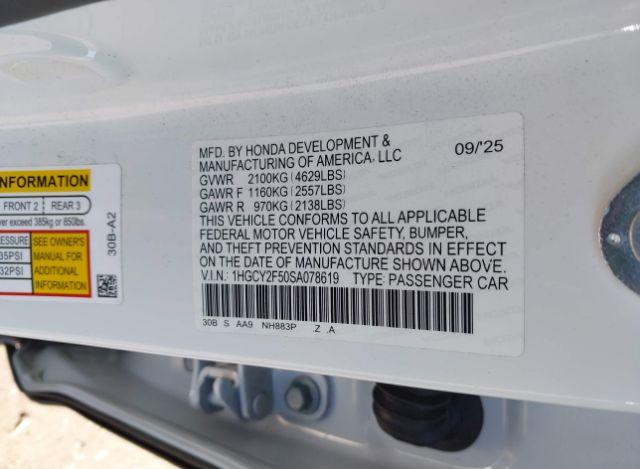 MFD. BY HONDA DEVELOPMENT &
MANUFACTURING OF AMERICA, LLC
09/'25
GVWR 2100KG (4629LBS)
GAWR F 1160KG (2557LBS)
GAWR R 970KG (2138LBS)
THIS VEHICLE CONFORMS TO ALL APPLICABLE
FEDERAL MOTOR VEHICLE SAFETY, BUMPER,
AND THEFT PREVENTION STANDARDS IN EFFECT
ON THE DATE OF MANUFACTURE SHOWN ABOVE.
V.I.N.: 1HGCY2F50SA078619 TYPE: PASSENGER CAR
30B S AA9 NH883P .Z .A
NFORMATION
FRONT 2 REAR 3
ver exceed 385kg or 850lbs.
RESSURE
35PSI
32PSI
SEE OWNER'S
MANUAL FOR
ADDITIONAL
INFORMATION
30B-A2